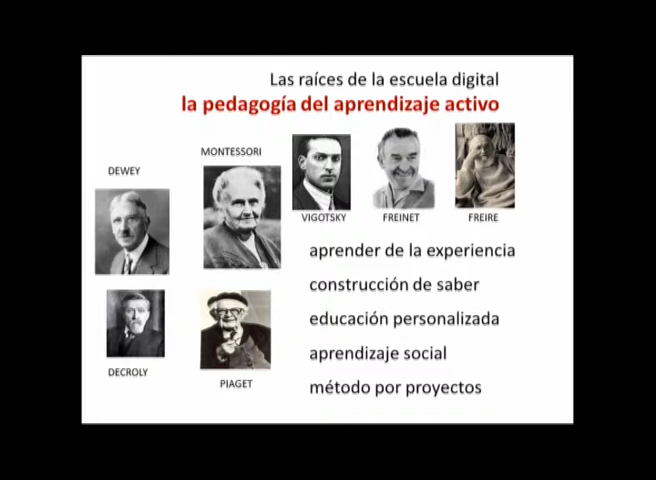 Las raíces de la escuela digital
la pedagogía del aprendizaje activo
DEWEY
MONTESSORI
VIGOTSKY
FREINET
FREIRE
DECROLY
PIAGET
aprender de la experiencia
construcción de saber
educación personalizada
aprendizaje social
método por proyectos